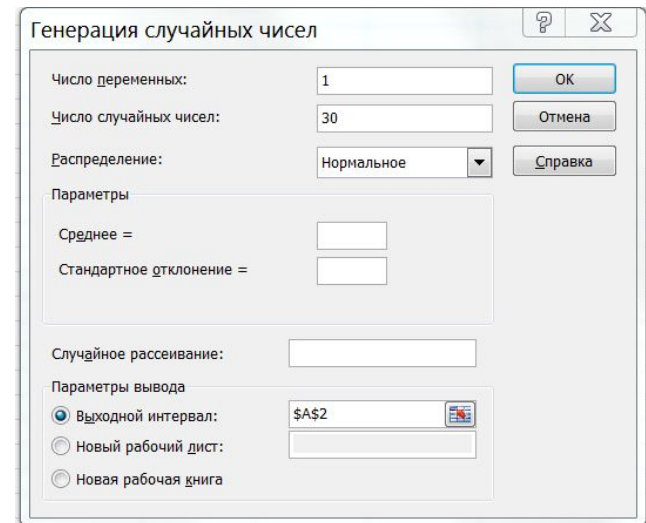 Генерация случайных чисел
Число переменных: 1 ОК
Число случайных чисел: 30 Отмена
Распределение: Нормальное Справка
Параметры
Среднее =
Стандартное отклонение =
Случайное рассеивание:
Параметры вывода
Выходной интервал: $A$2
Новый рабочий лист:
Новая рабочая книга